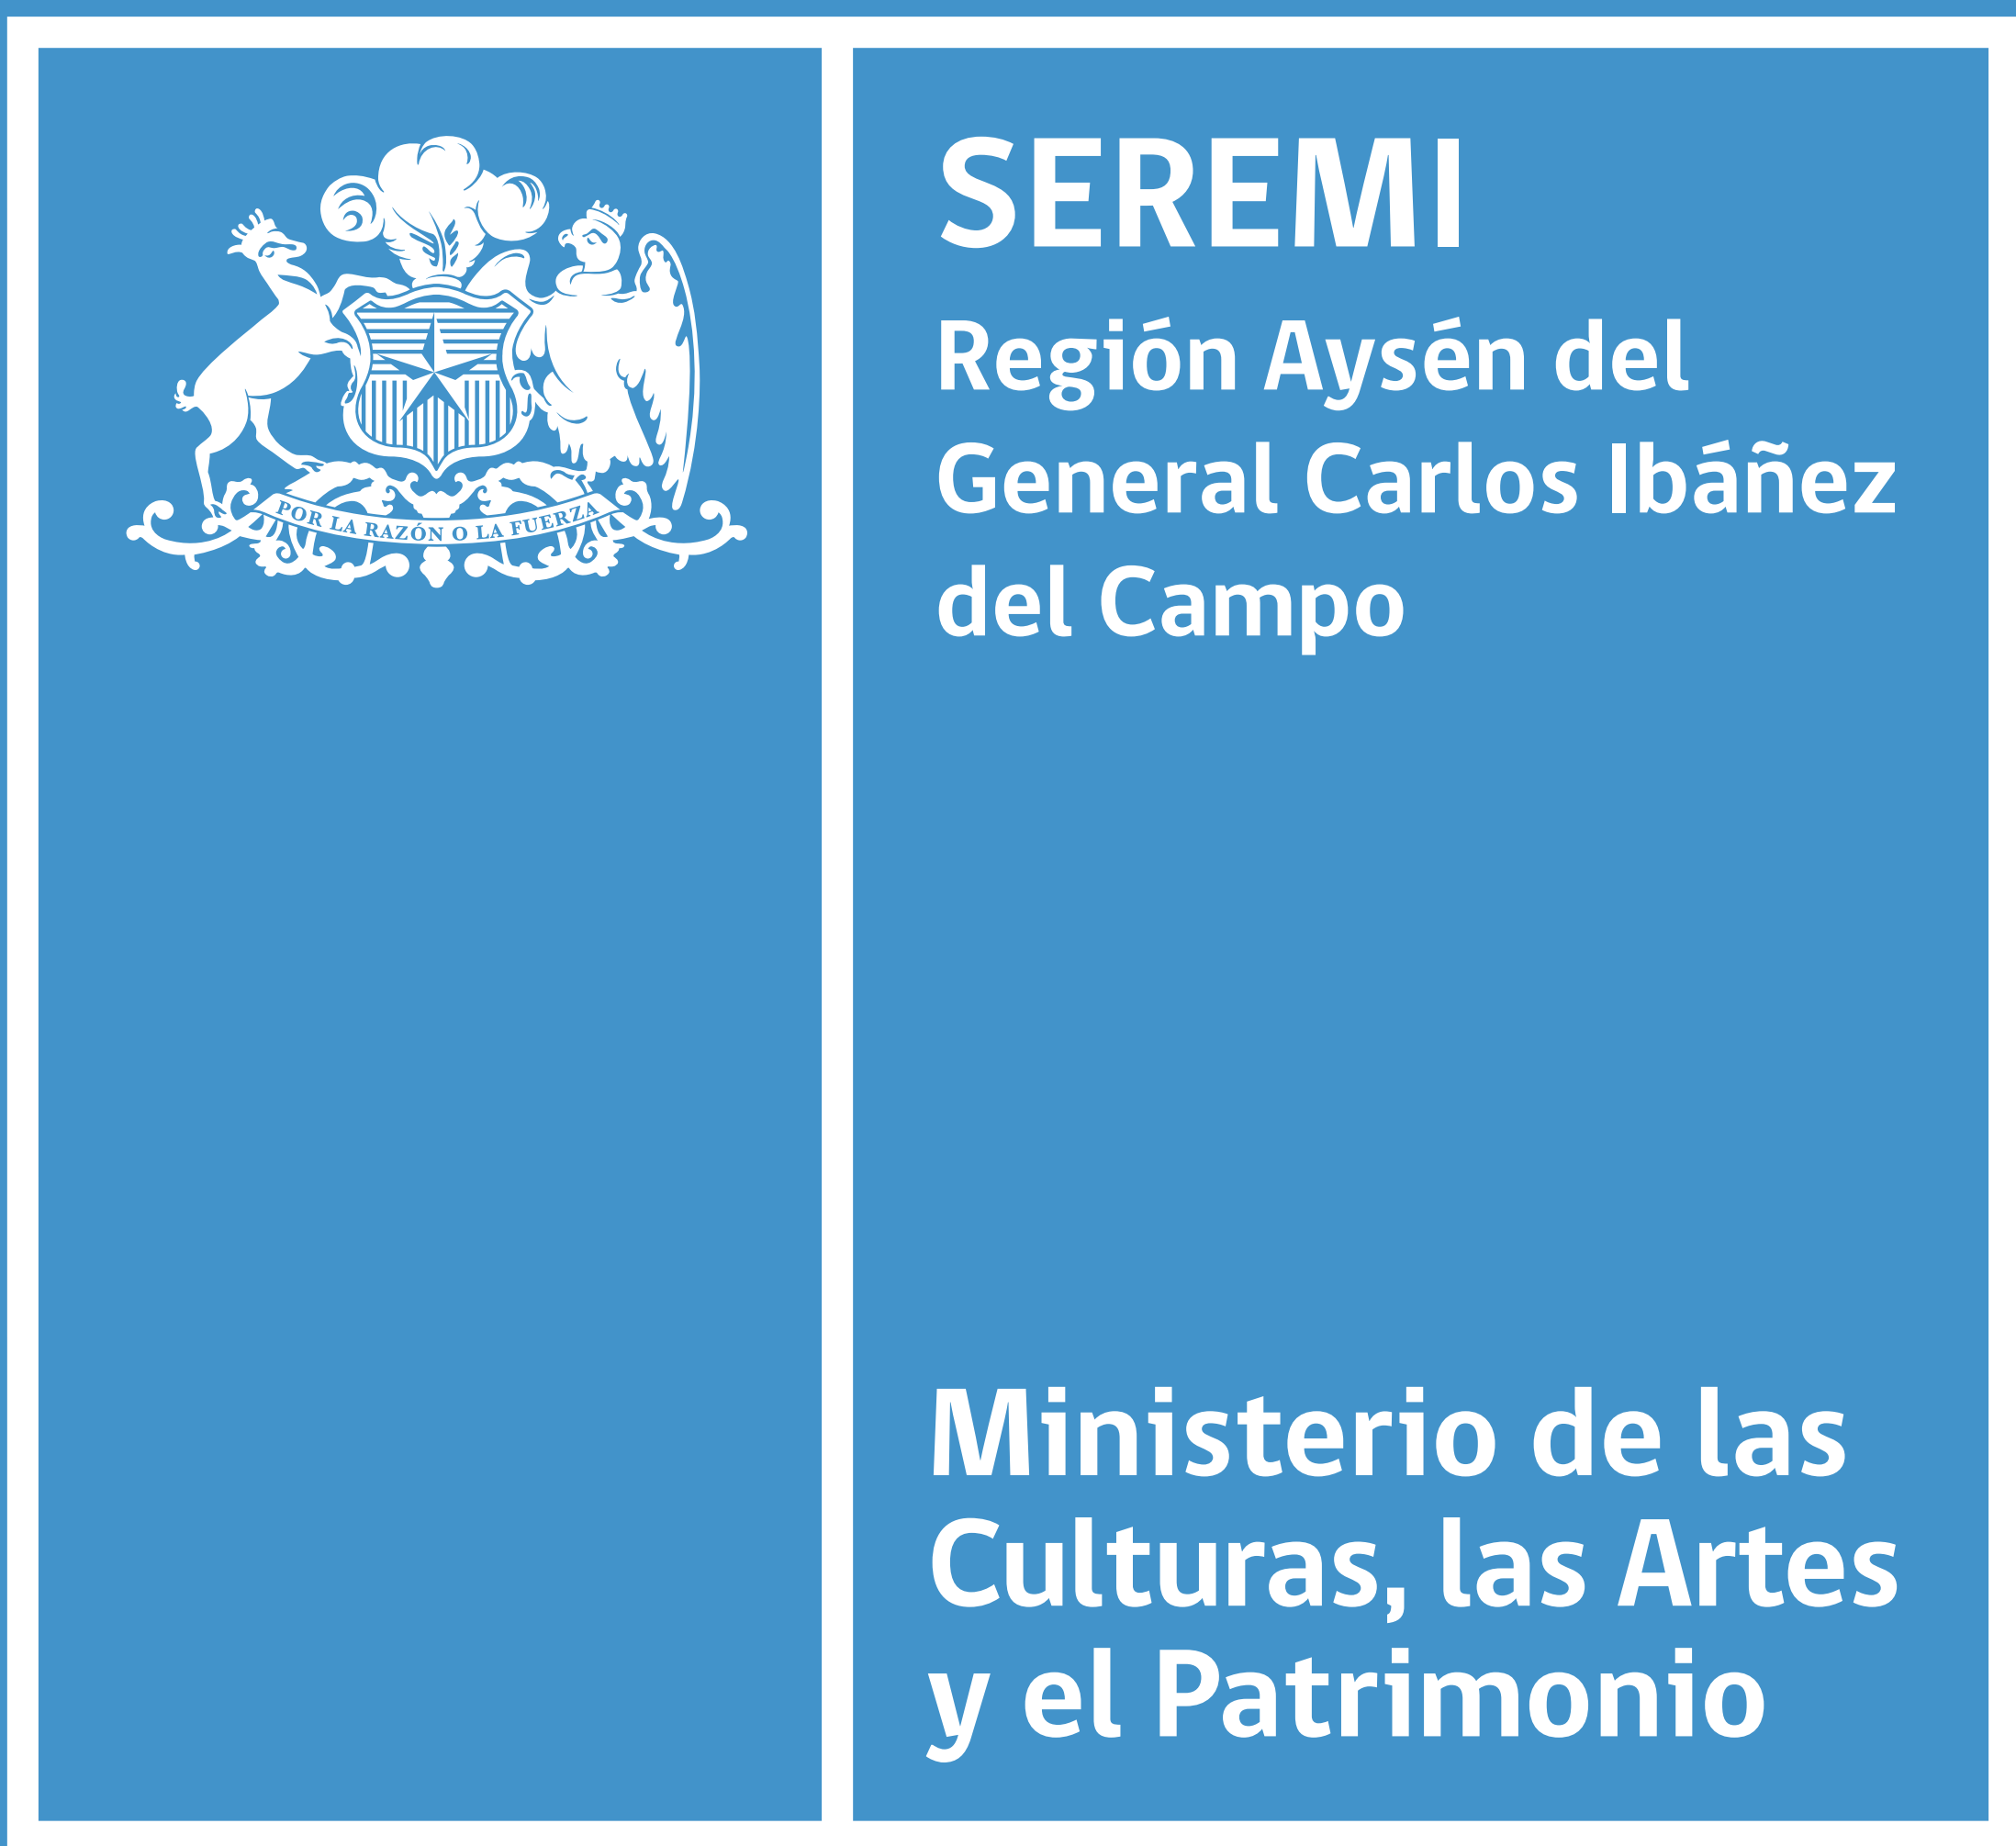 POR LA RAZÓN O LA FUERZA
SEREMI
Región Aysén del
General Carlos Ibáñez
del Campo
Ministerio de las
Culturas, las Artes
y el Patrimonio